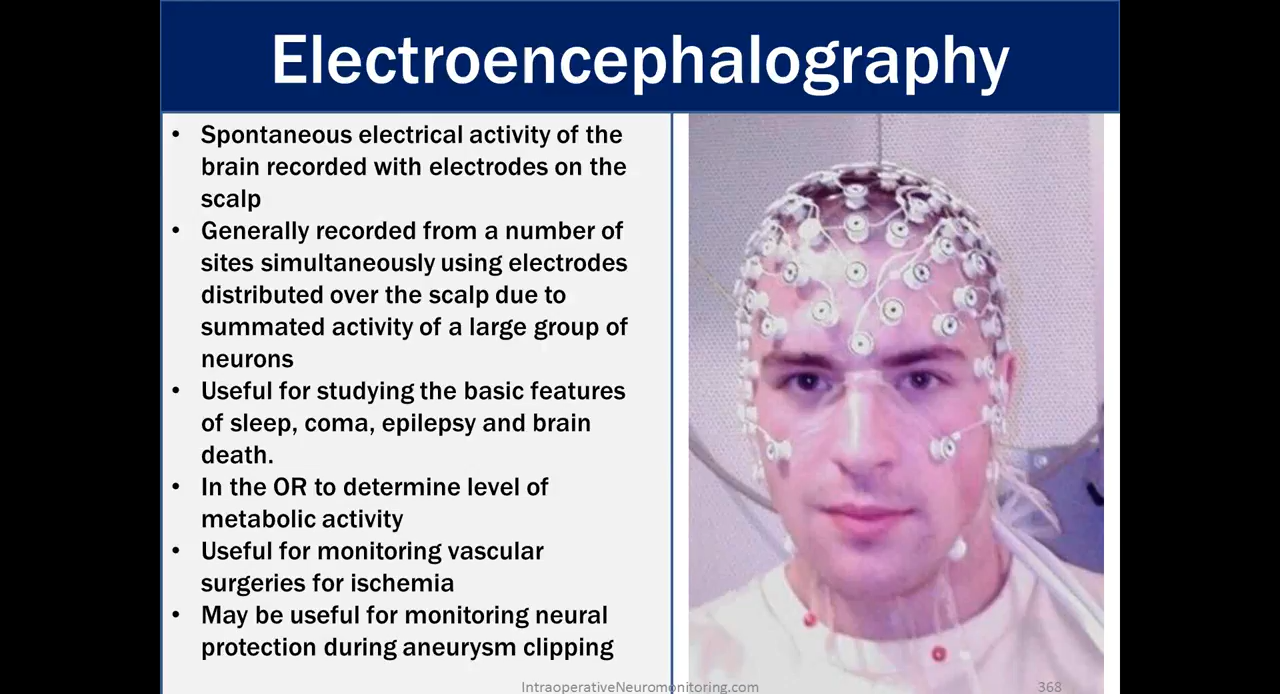 Electroencephalography
• Spontaneous electrical activity of the
brain recorded with electrodes on the
scalp
• Generally recorded from a number of
sites simultaneously using electrodes
distributed over the scalp due to
summated activity of a large group of
neurons
• Useful for studying the basic features
of sleep, coma, epilepsy and brain
death.
• In the OR to determine level of
metabolic activity
• Useful for monitoring vascular
surgeries for ischemia
• May be useful for monitoring neural
protection during aneurysm clipping
IntraoperativeNeuromonitoring.com
368